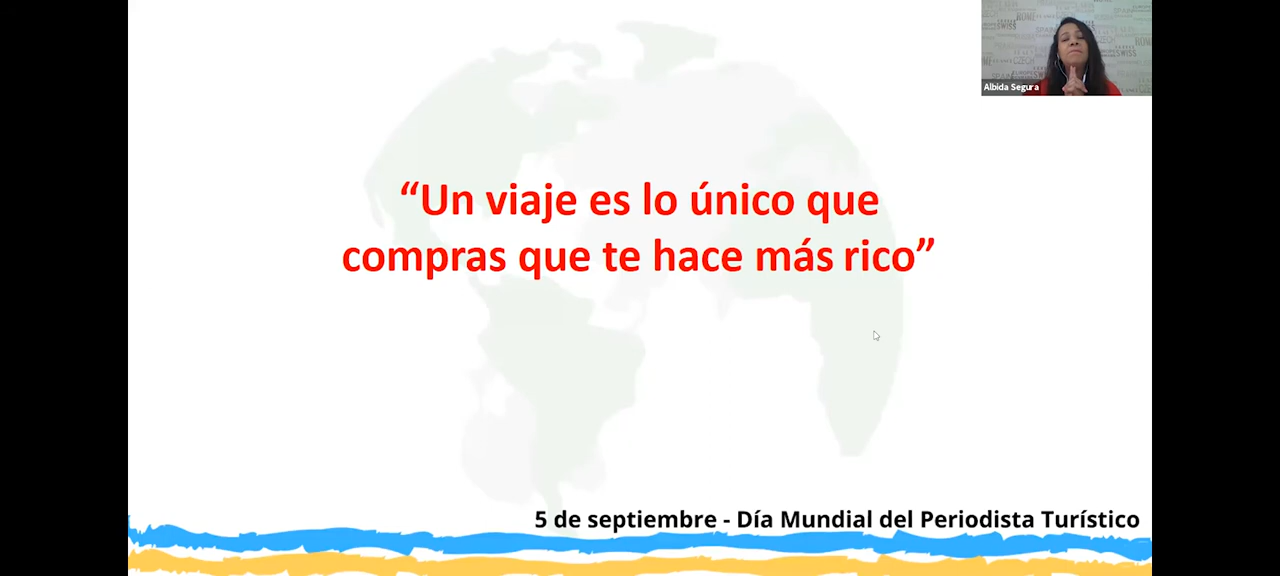 “Un viaje es lo único que
compras que te hace más rico”
5 de septiembre - Día Mundial del Periodista Turístico
Albida Segura